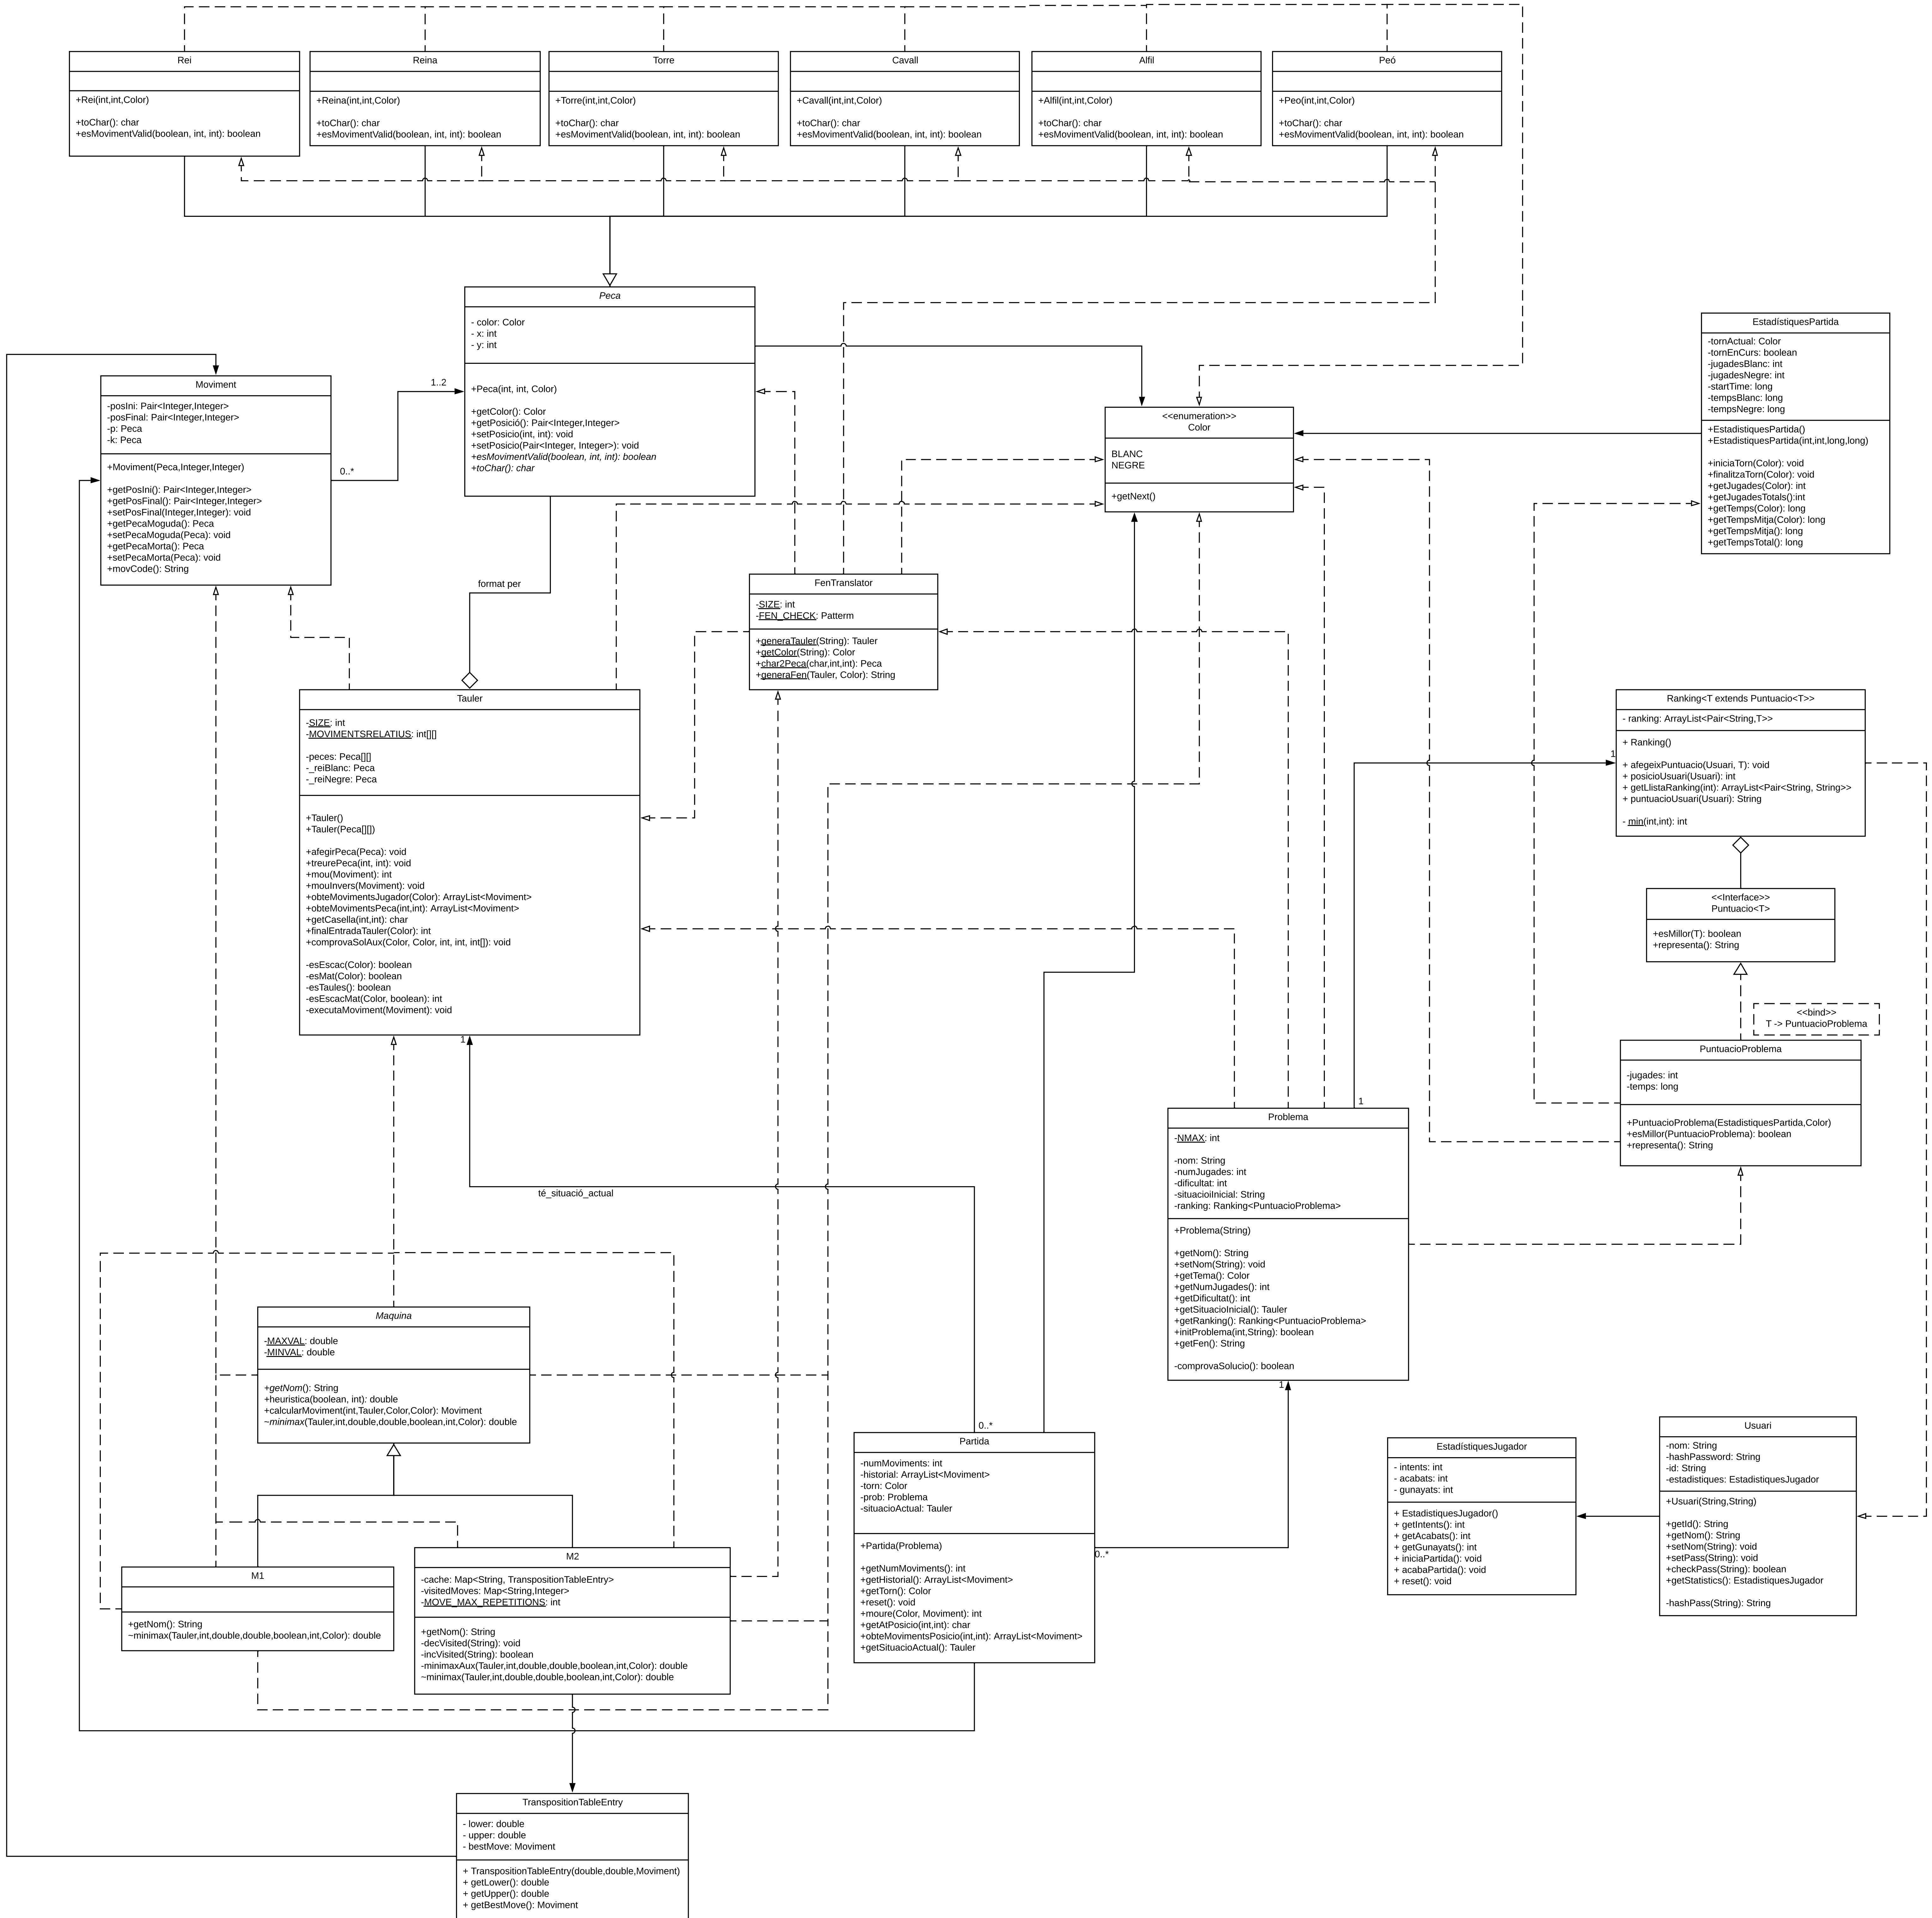 Rei
+Rei(int,int,Color)
+toChar(): char
+esMovimentValid(boolean, int, int): boolean
Reina
+Reina(int,int,Color)
+toChar(): char
+esMovimentValid(boolean, int, int): boolean
Torre
+Torre(int,int,Color)
+toChar(): char
+esMovimentValid(boolean, int, int): boolean
Cavall
+Cavall(int,int,Color)
+toChar(): char
+esMovimentValid(boolean, int, int): boolean
Alfil
+Alfil(int,int,Color)
+toChar(): char
+esMovimentValid(boolean, int, int): boolean
Peó
+Peo(int,int,Color)
+toChar(): char
+esMovimentValid(boolean, int, int): boolean
Peca
- color: Color
- x: int
- y: int
+Peca(int, int, Color)
+getColor(): Color
+getPosició(): Pair<Integer,Integer>
+setPosicio(int, int): void
+setPosicio(Pair<Integer, Integer>): void
+esMovimentValid(boolean, int, int): boolean
+toChar(): char
EstadístiquesPartida
-tornActual: Color
-tornEnCurs: boolean
-jugadesBlanc: int
-jugadesNegre: int
-startTime: long
-tempsBlanc: long
-tempsNegre: long
+EstadistiquesPartida()
+EstadistiquesPartida(int,int,long,long)
+iniciaTorn(Color): void
+finalitzaTorn(Color): void
+getJugades(Color): int
+getJugadesTotals():int
+getTemps(Color): long
+getTempsMitja(Color): long
+getTempsMitja(): long
+getTempsTotal(): long
Moviment
-posIni: Pair<Integer,Integer>
-posFinal: Pair<Integer,Integer>
-p: Peca
-k: Peca
+Moviment(Peca,Integer,Integer)
+getPosIni(): Pair<Integer,Integer>
+getPosFinal(): Pair<Integer,Integer>
+setPosFinal(Integer,Integer): void
+getPecaMoguda(): Peca
+setPecaMoguda(Peca): void
+getPecaMorta(): Peca
+setPecaMorta(Peca): void
+movCode(): String
1..2
0..*
<<enumeration>>
Color
BLANC
NEGRE
+getNext()
format per
FenTranslator
-SIZE: int
-FEN_CHECK: Patterm
+generaTauler(String): Tauler
+getColor(String): Color
+char2Peca(char,int,int): Peca
+generaFen(Tauler, Color): String
Tauler
-SIZE: int
-MOVIMENTSRELATIUS: int[][]
-peces: Peca[][]
-_reiBlanc: Peca
-_reiNegre: Peca
+Tauler()
+Tauler(Peca[][])
+afegirPeca(Peca): void
+treurePeca(int, int): void
+mou(Moviment): int
+mouInvers(Moviment): void
+obteMovimentsJugador(Color): ArrayList<Moviment>
+obteMovimentsPeca(int,int): ArrayList<Moviment>
+getCasella(int,int): char
+finalEntradaTauler(Color): int
+comprovaSolAux(Color, Color, int, int, int[]): void
-esEscac(Color): boolean
-esMat(Color): boolean
-esTaules(): boolean
-esEscacMat(Color, boolean): int
-executaMoviment(Moviment): void
1
té_situació_actual
0..*
Ranking<T extends Puntuacio<T>>
- ranking: ArrayList<Pair<String,T>>
+ Ranking()
+ afegeixPuntuacio(Usuari, T): void
+ posicioUsuari(Usuari): int
+ getLlistaRanking(int): ArrayList<Pair<String, String>>
+ puntuacioUsuari(Usuari): String
- min(int,int): int
1
<<Interface>>
Puntuacio<T>
+esMillor(T): boolean
+representa(): String
<<bind>>
T -> PuntuacioProblema
PuntuacioProblema
-jugades: int
-temps: long
+PuntuacioProblema(EstadistiquesPartida,Color)
+esMillor(PuntuacioProblema): boolean
+representa(): String
1
Problema
-NMAX: int
-nom: String
-numJugades: int
-dificultat: int
-situacioiInicial: String
-ranking: Ranking<PuntuacioProblema>
+Problema(String)
+getNom(): String
+setNom(String): void
+getTema(): Color
+getNumJugades(): int
+getDificultat(): int
+getSituacioInicial(): Tauler
+getRanking(): Ranking<PuntuacioProblema>
+initProblema(int,String): boolean
+getFen(): String
-comprovaSolucio(): boolean
1
Maquina
-MAXVAL: double
-MINVAL: double
+getNom(): String
+heuristica(boolean, int): double
+calcularMoviment(int,Tauler,Color,Color): Moviment
~minimax(Tauler,int,double,double,boolean,int,Color): double
Partida
-numMoviments: int
-historial: ArrayList<Moviment>
-torn: Color
-prob: Problema
-situacioActual: Tauler
+Partida(Problema)
+getNumMoviments(): int
+getHistorial(): ArrayList<Moviment>
+getTorn(): Color
+reset(): void
+moure(Color, Moviment): int
+getAtPosicio(int,int): char
+obteMovimentsPosicio(int,int): ArrayList<Moviment>
+getSituacioActual(): Tauler
0..*
EstadístiquesJugador
- intents: int
- acabats: int
- gunayats: int
+ EstadistiquesJugador()
+ getIntents(): int
+ getAcabats(): int
+ getGunayats(): int
+ iniciaPartida(): void
+ acabaPartida(): void
+ reset(): void
Usuari
-nom: String
-hashPassword: String
-id: String
-estadistiques: EstadistiquesJugador
+Usuari(String,String)
+getId(): String
+getNom(): String
+setNom(String): void
+setPass(String): void
+checkPass(String): boolean
+getStatistics(): EstadistiquesJugador
-hashPass(String): String
M1
+getNom(): String
~minimax(Tauler,int,double,double,boolean,int,Color): double
M2
-cache: Map<String, TranspositionTableEntry>
-visitedMoves: Map<String,Integer>
-MOVE_MAX_REPETITIONS: int
+getNom(): String
-decVisited(String): void
-incVisited(String): boolean
-minimaxAux(Tauler,int,double,double,boolean,int,Color): double
~minimax(Tauler,int,double,double,boolean,int,Color): double
TranspositionTableEntry
- lower: double
- upper: double
- bestMove: Moviment
+ TranspositionTableEntry(double,double,Moviment)
+ getLower(): double
+ getUpper(): double
+ getBestMove(): Moviment